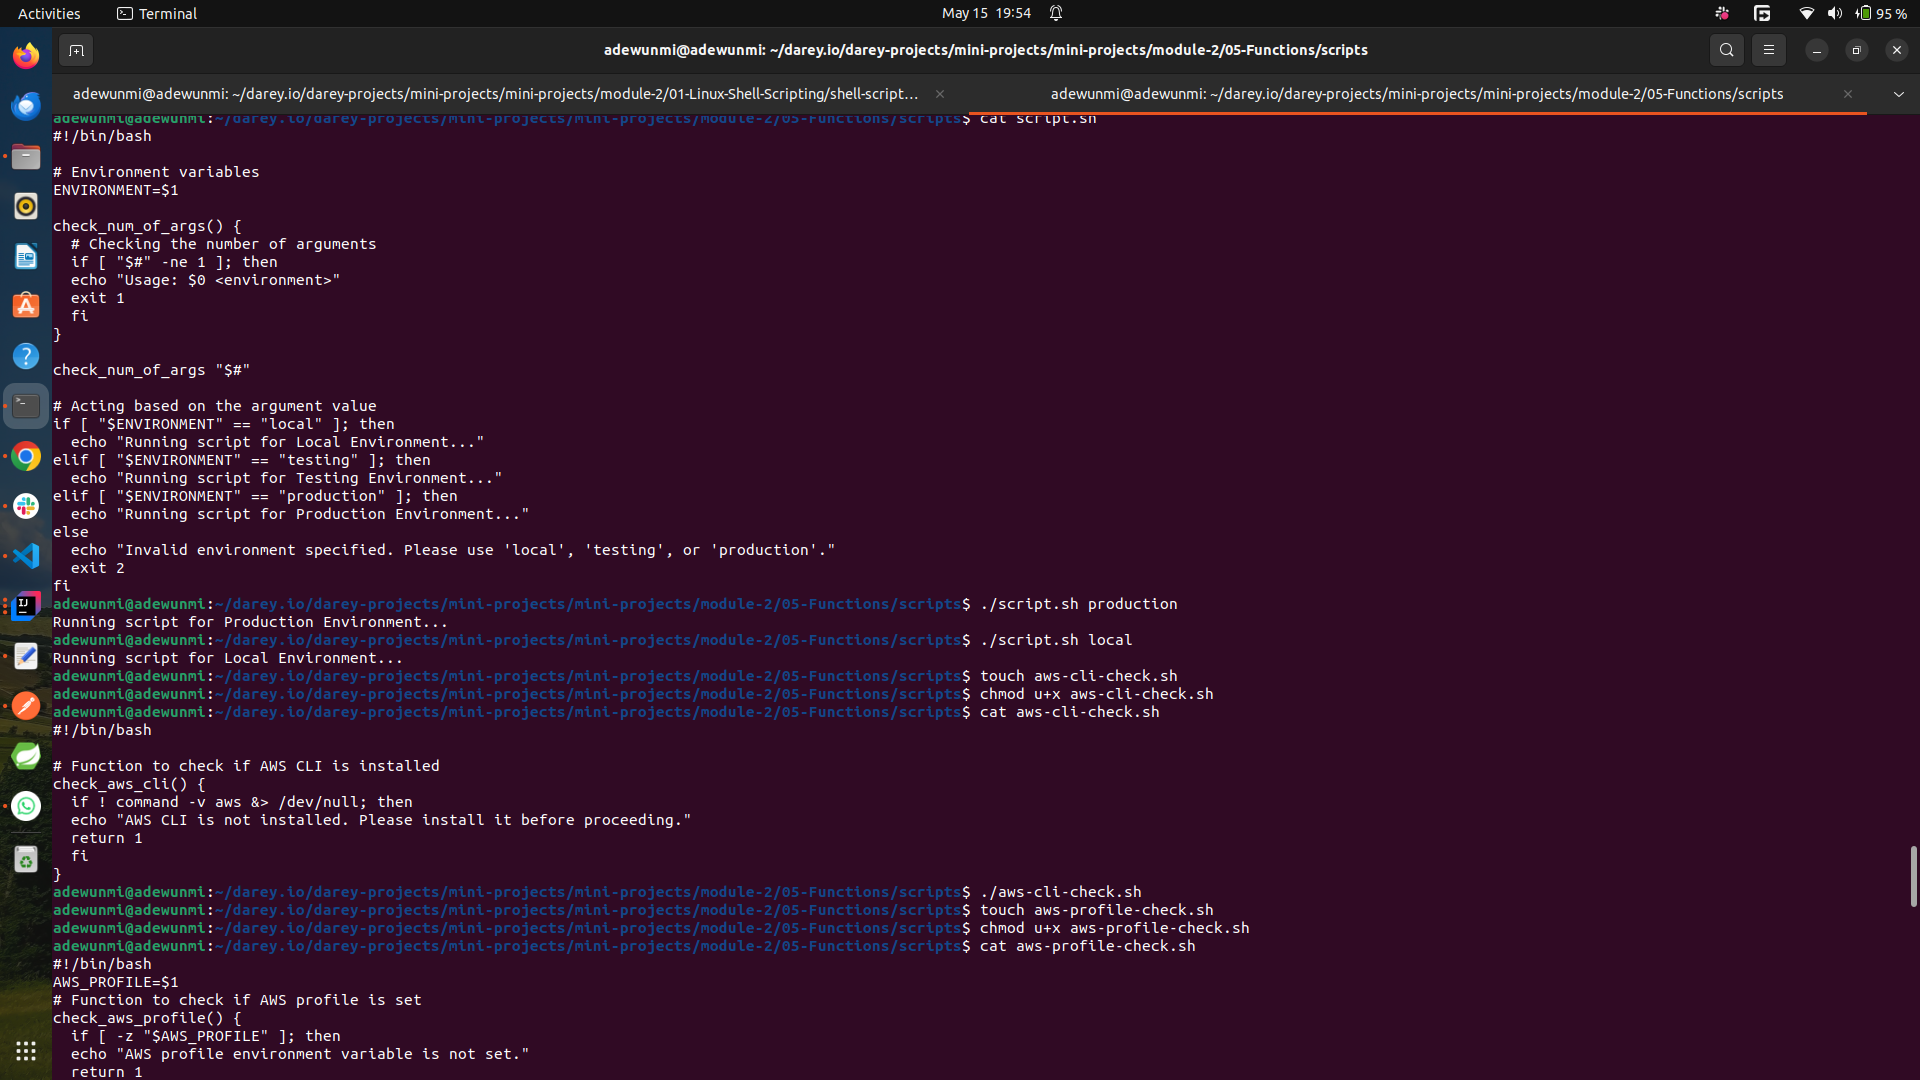 Activities
Terminal
May 15 19:54
95 %
adewunmi@adewunmi: ~/darey.io/darey-projects/mini-projects/mini-projects/module-2/05-Functions/scripts
adewunmi@adewunmi: ~/darey.io/darey-projects/mini-projects/mini-projects/module-2/01-Linux-Shell-Scripting/shell-script...
adewunmi@adewunmi: ~/darey.io/darey-projects/mini-projects/mini-projects/module-2/05-Functions/scripts
adewunmi@adewunmi:~/darey.io/darey-projects/mini-projects/mini-projects/module-2/05-Functions/scripts$ cat script.sh
#!/bin/bash

# Environment variables
ENVIRONMENT=$1

check_num_of_args() {
  # Checking the number of arguments
  if [ "$#" -ne 1 ]; then
  echo "Usage: $0 <environment>"
  exit 1
  fi
}

check_num_of_args "$#"

# Acting based on the argument value
if [ "$ENVIRONMENT" == "local" ]; then
  echo "Running script for Local Environment..."
elif [ "$ENVIRONMENT" == "testing" ]; then
  echo "Running script for Testing Environment..."
elif [ "$ENVIRONMENT" == "production" ]; then
  echo "Running script for Production Environment..."
else
  echo "Invalid environment specified. Please use 'local', 'testing', or 'production'."
  exit 2
fi
adewunmi@adewunmi:~/darey.io/darey-projects/mini-projects/mini-projects/module-2/05-Functions/scripts$ ./script.sh production
Running script for Production Environment...
adewunmi@adewunmi:~/darey.io/darey-projects/mini-projects/mini-projects/module-2/05-Functions/scripts$ ./script.sh local
Running script for Local Environment...
adewunmi@adewunmi:~/darey.io/darey-projects/mini-projects/mini-projects/module-2/05-Functions/scripts$ touch aws-cli-check.sh
adewunmi@adewunmi:~/darey.io/darey-projects/mini-projects/mini-projects/module-2/05-Functions/scripts$ chmod u+x aws-cli-check.sh
adewunmi@adewunmi:~/darey.io/darey-projects/mini-projects/mini-projects/module-2/05-Functions/scripts$ cat aws-cli-check.sh
#!/bin/bash

# Function to check if AWS CLI is installed
check_aws_cli() {
  if ! command -v aws &> /dev/null; then
  echo "AWS CLI is not installed. Please install it before proceeding."
  return 1
  fi
}
adewunmi@adewunmi:~/darey.io/darey-projects/mini-projects/mini-projects/module-2/05-Functions/scripts$ ./aws-cli-check.sh
adewunmi@adewunmi:~/darey.io/darey-projects/mini-projects/mini-projects/module-2/05-Functions/scripts$ touch aws-profile-check.sh
adewunmi@adewunmi:~/darey.io/darey-projects/mini-projects/mini-projects/module-2/05-Functions/scripts$ chmod u+x aws-profile-check.sh
adewunmi@adewunmi:~/darey.io/darey-projects/mini-projects/mini-projects/module-2/05-Functions/scripts$ cat aws-profile-check.sh
#!/bin/bash
AWS_PROFILE=$1
# Function to check if AWS profile is set
check_aws_profile() {
  if [ -z "$AWS_PROFILE" ]; then
  echo "AWS profile environment variable is not set."
  return 1